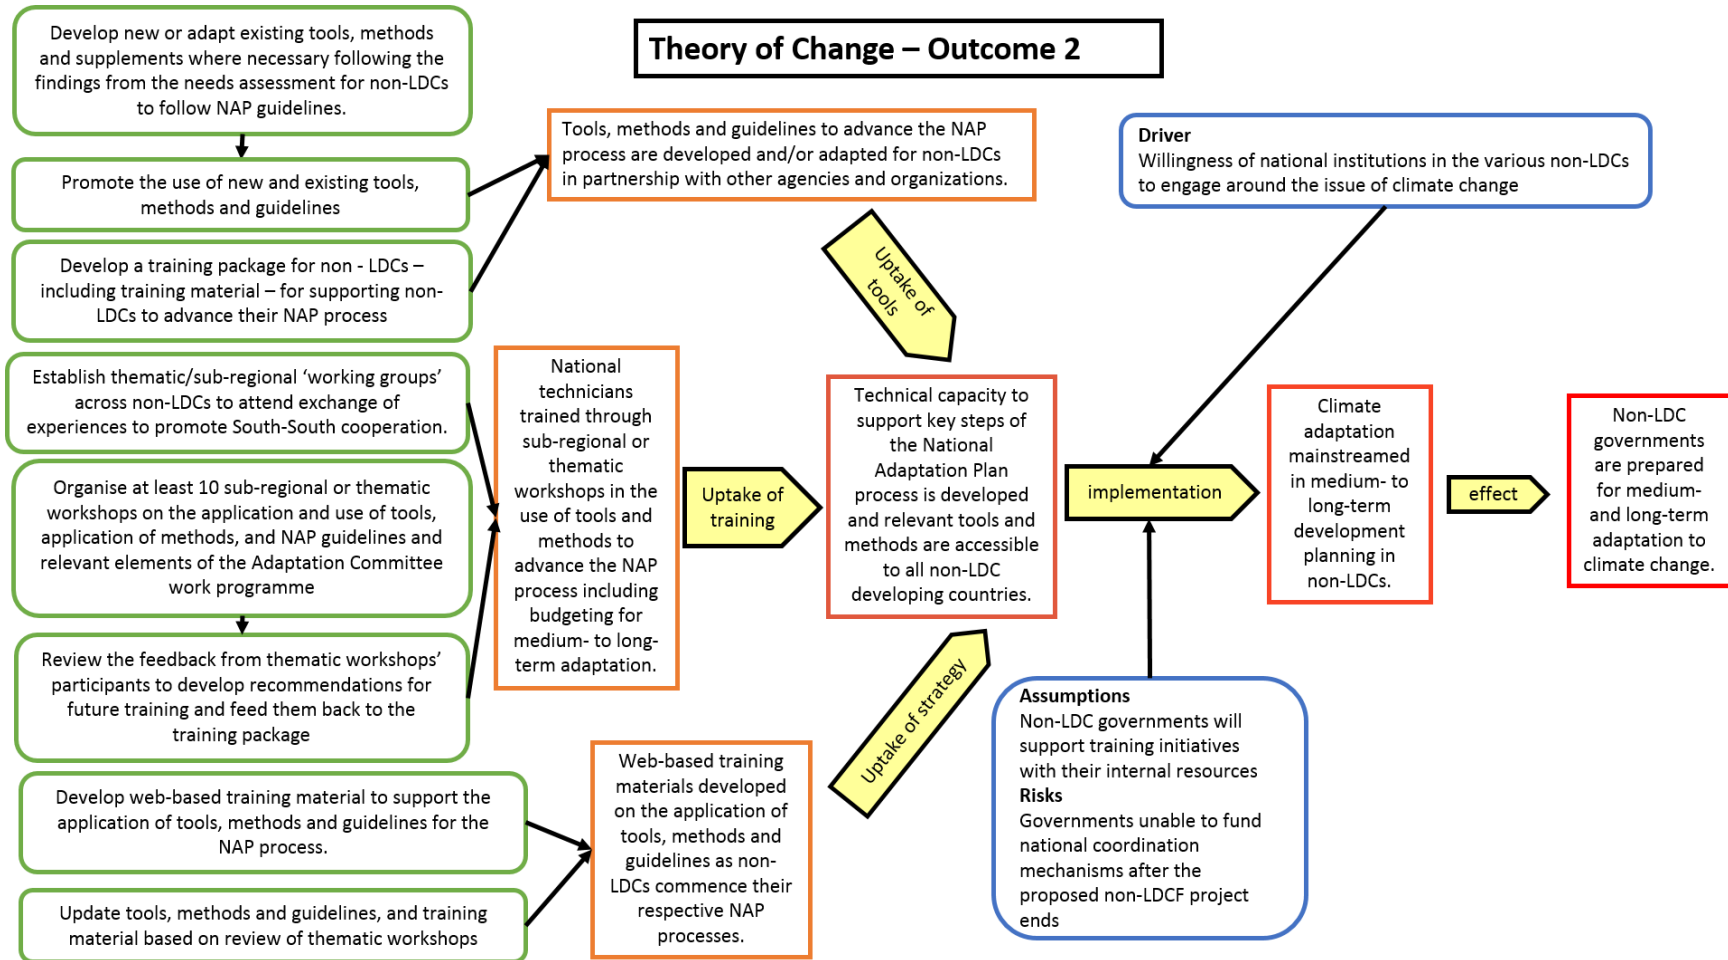 Theory of Change – Outcome 2
Develop new or adapt existing tools, methods
and supplements where necessary following the
findings from the needs assessment for non-LDCs
to follow NAP guidelines.
Promote the use of new and existing tools,
methods and guidelines
Develop a training package for non - LDCs –
including training material – for supporting non-
LDCs to advance their NAP process
Establish thematic/sub-regional ‘working groups’
across non-LDCs to attend exchange of
experiences to promote South-South cooperation.
Organise at least 10 sub-regional or thematic
workshops on the application and use of tools,
application of methods, and NAP guidelines and
relevant elements of the Adaptation Committee
work programme
Review the feedback from thematic workshops’
participants to develop recommendations for
future training and feed them back to the
training package
Develop web-based training material to support the
application of tools, methods and guidelines for the
NAP process.
Update tools, methods and guidelines, and training
material based on review of thematic workshops
Tools, methods and guidelines to advance the NAP
process are developed and/or adapted for non-LDCs
in partnership with other agencies and organizations.
National
technicians
trained through
sub-regional or
thematic
workshops in the
use of tools and
methods to
advance the NAP
process including
budgeting for
medium- to long-
term adaptation.
Web-based training
materials developed
on the application of
tools, methods and
guidelines as non-
LDCs commence their
respective NAP
processes.
Uptake of
tools
Uptake of
training
Uptake of strategy
Technical capacity to
support key steps of
the National
Adaptation Plan
process is developed
and relevant tools and
methods are accessible
to all non-LDC
developing countries.
Driver
Willingness of national institutions in the various non-LDCs
to engage around the issue of climate change
implementation
Assumptions
Non-LDC governments will
support training initiatives
with their internal resources
Risks
Governments unable to fund
national coordination
mechanisms after the
proposed non-LDCF project
ends
Climate
adaptation
mainstreamed
in medium- to
long-term
development
planning in
non-LDCs.
effect
Non-LDC
governments
are prepared
for medium-
and long-term
adaptation to
climate change.